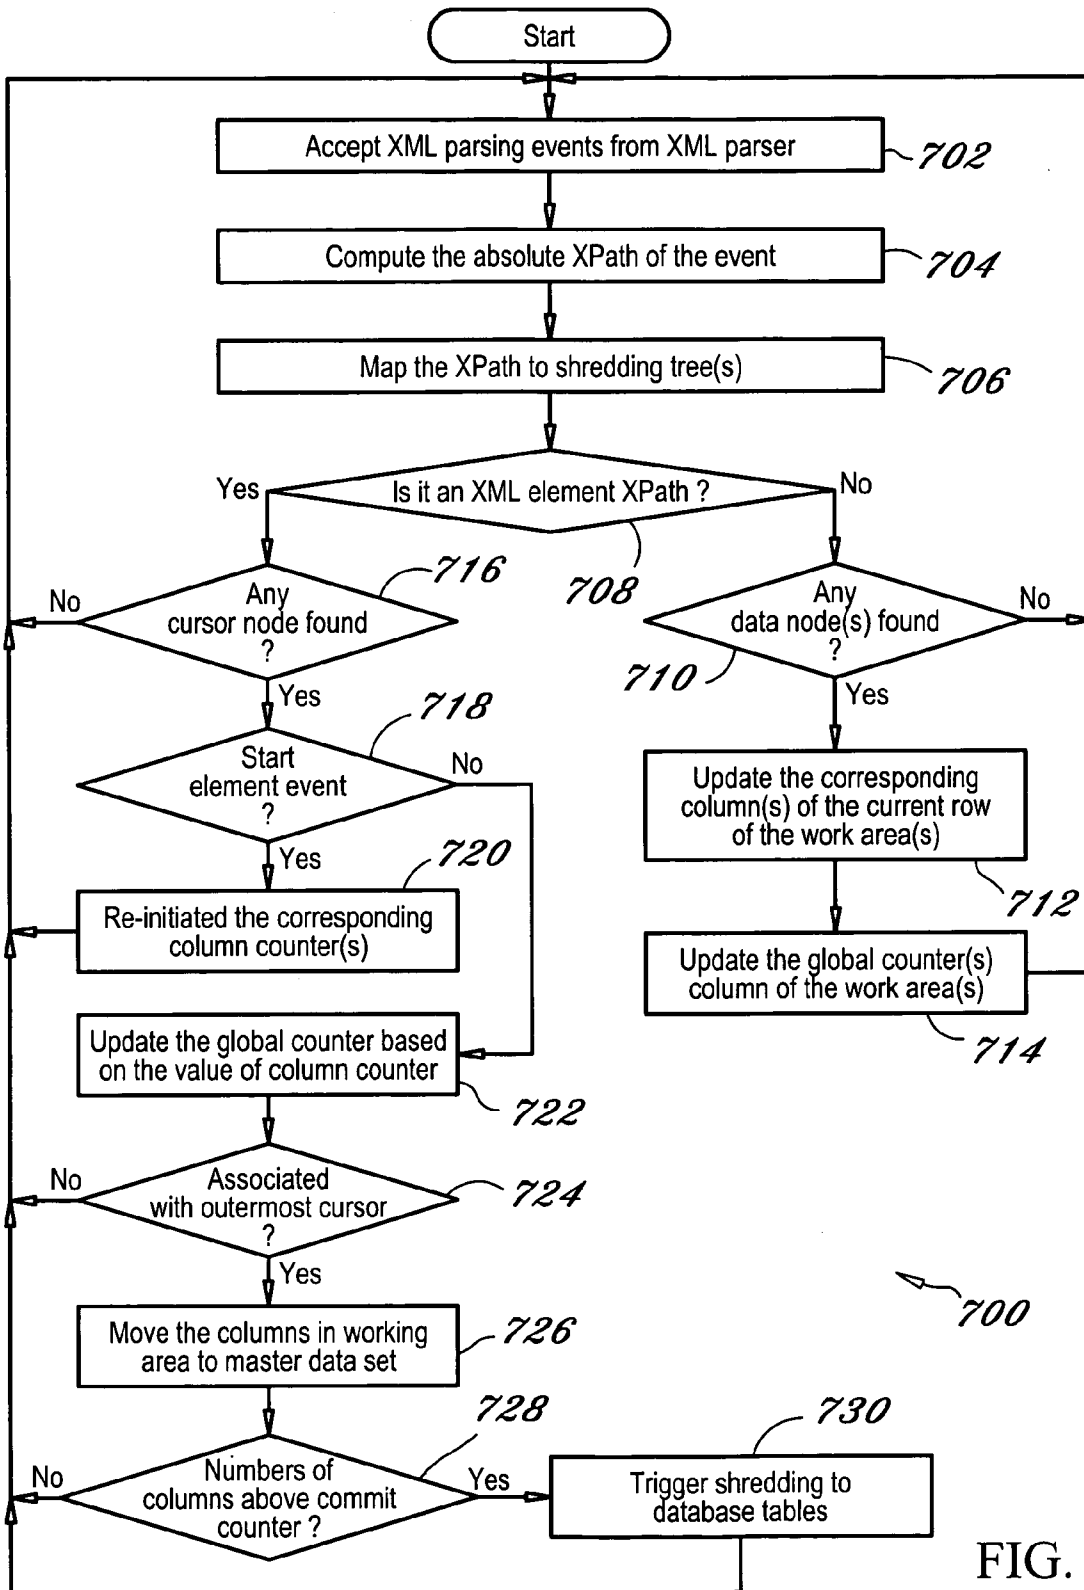 Start
Accept XML parsing events from XML parser
702
Compute the absolute XPath of the event
704
Map the XPath to shredding tree(s)
706
Yes
Is it an XML element XPath ?
No
708
No
Any
cursor node found
?
716
Yes
Any
data node(s) found
?
No
710
Yes
Start
element event
?
718
No
Yes
Update the corresponding
column(s) of the current row
of the work area(s)
712
Re-initiated the corresponding
column counter(s)
720
Update the global counter(s)
column of the work area(s)
714
Update the global counter based
on the value of column counter
722
No
Associated
with outermost cursor
?
724
Yes
700
Move the columns in working
area to master data set
726
No
Numbers of
columns above commit
counter ?
728
Yes
Trigger shredding to
database tables
730
FIG.